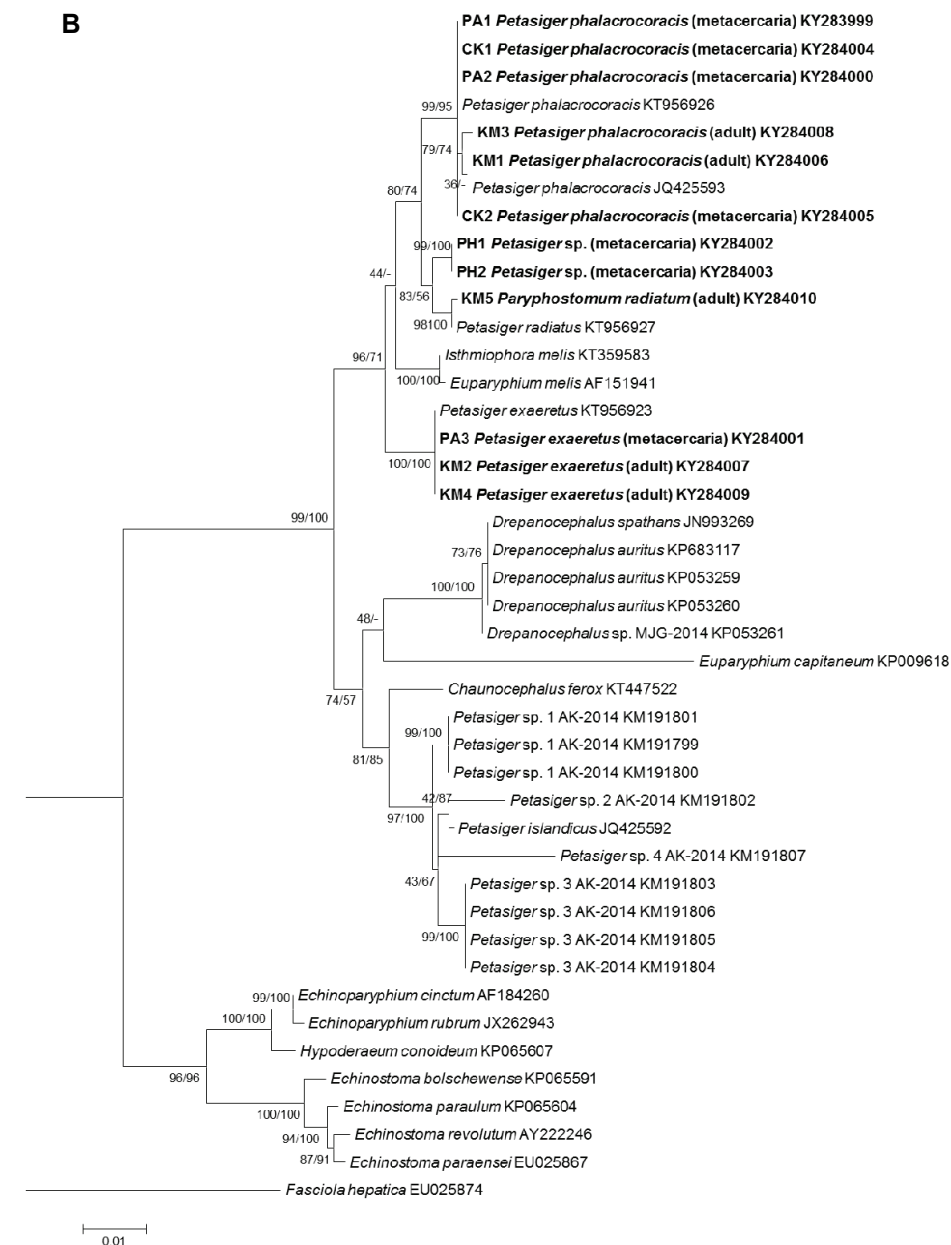 B
PA1 Petasiger phalacrocoracis (metacercaria) KY283999
CK1 Petasiger phalacrocoracis (metacercaria) KY284004
PA2 Petasiger phalacrocoracis (metacercaria) KY284000
99/95
Petasiger phalacrocoracis KT956926
KM3 Petasiger phalacrocoracis (adult) KY284008
79/74
KM1 Petasiger phalacrocoracis (adult) KY284006
36/-
Petasiger phalacrocoracis JQ425593
80/74
CK2 Petasiger phalacrocoracis (metacercaria) KY284005
99/100
PH1 Petasiger sp. (metacercaria) KY284002
PH2 Petasiger sp. (metacercaria) KY284003
44/-
83/56
KM5 Paryphostomum radiatum (adult) KY284010
98100
Petasiger radiatus KT956927
96/71
Isthmiophora melis KT359583
100/100
Euparyphium melis AF151941
Petasiger exaeretus KT956923
PA3 Petasiger exaeretus (metacercaria) KY284001
100/100
KM2 Petasiger exaeretus (adult) KY284007
KM4 Petasiger exaeretus (adult) KY284009
99/100
Drepanocephalus spathans JN993269
73/76
Drepanocephalus auritus KP683117
100/100
Drepanocephalus auritus KP053259
Drepanocephalus auritus KP053260
48/-
Drepanocephalus sp. MJG-2014 KP053261
Euparyphium capitaneum KP009618
74/57
Chaunocephalus ferox KT447522
Petasiger sp. 1 AK-2014 KM191801
99/100
Petasiger sp. 1 AK-2014 KM191799
81/85
Petasiger sp. 1 AK-2014 KM191800
42/87
Petasiger sp. 2 AK-2014 KM191802
97/100
Petasiger islandicus JQ425592
Petasiger sp. 4 AK-2014 KM191807
43/67
Petasiger sp. 3 AK-2014 KM191803
Petasiger sp. 3 AK-2014 KM191806
99/100
Petasiger sp. 3 AK-2014 KM191805
Petasiger sp. 3 AK-2014 KM191804
99/100
Echinoparyphium cinctum AF184260
100/100
Echinoparyphium rubrum JX262943
Hypoderaeum conoideum KP065607
96/96
Echinostoma bolschewense KP065591
100/100
Echinostoma paraulum KP065604
94/100
Echinostoma revolutum AY222246
87/91
Echinostoma paraensei EU025867
Fasciola hepatica EU025874
0.01